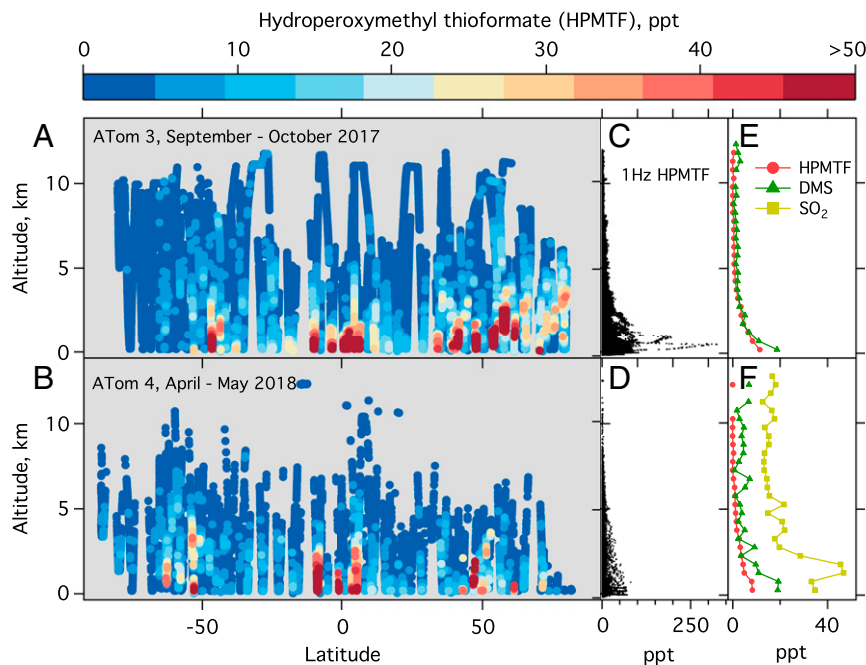 Hydroperoxymethyl thioformate (HPMTF), ppt
0 10 20 30 40 >50
A ATom 3, September - October 2017
C
1Hz HPMTF
E
HPMTF
DMS
SO₂
Altitude, km
10
5
0
B ATom 4, April - May 2018
D
F
Altitude, km
10
5
0
-50 0 50
Latitude
0 250
ppt
0 40
ppt